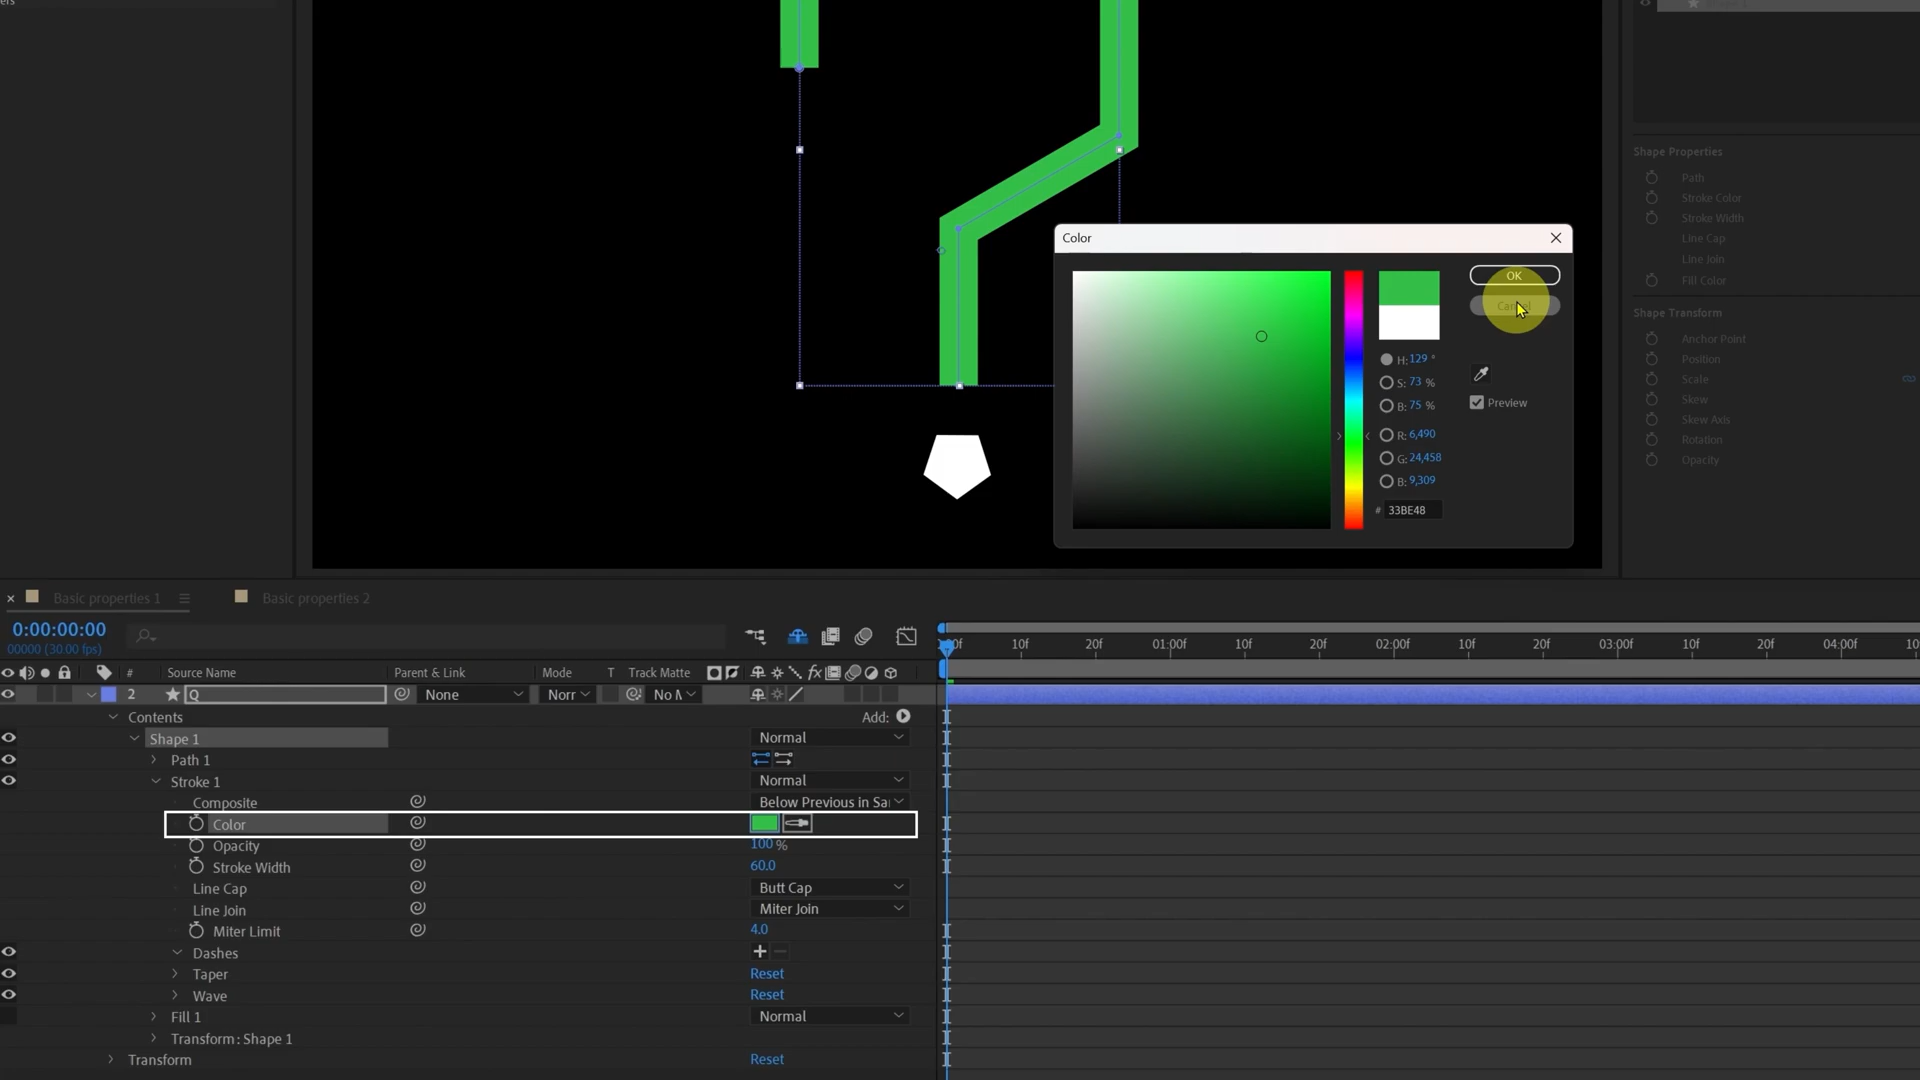 ers
Shape Properties
Path
Stroke Color
Stroke Width
Line Cap
Line Join
Fill Color
Shape Transform
Anchor Point
Position
Scale
Skew
Skew Axis
Rotation
Opacity
Color
OK
Cancel
H: 129 °
S: 73 %
B: 75 %
Preview
R: 6,490
G: 24,458
B: 9,309
# 33BE48
Basic properties 1
Basic properties 2
0:00:00:00
00000 (30.00 fps)
10f 20f 01:00f 10f 20f 02:00f 10f 20f 03:00f 10f 20f 04:00f
# Source Name Parent & Link Mode T Track Matte fx
2 Q None Norr No M
Contents Add:
Shape 1 Normal
Path 1
Stroke 1 Normal
Composite Below Previous in Sa
Color
Opacity 100 %
Stroke Width 60.0
Line Cap Butt Cap
Line Join Miter Join
Miter Limit 4.0
Dashes
Taper Reset
Wave Reset
Fill 1 Normal
Transform: Shape 1
Transform Reset